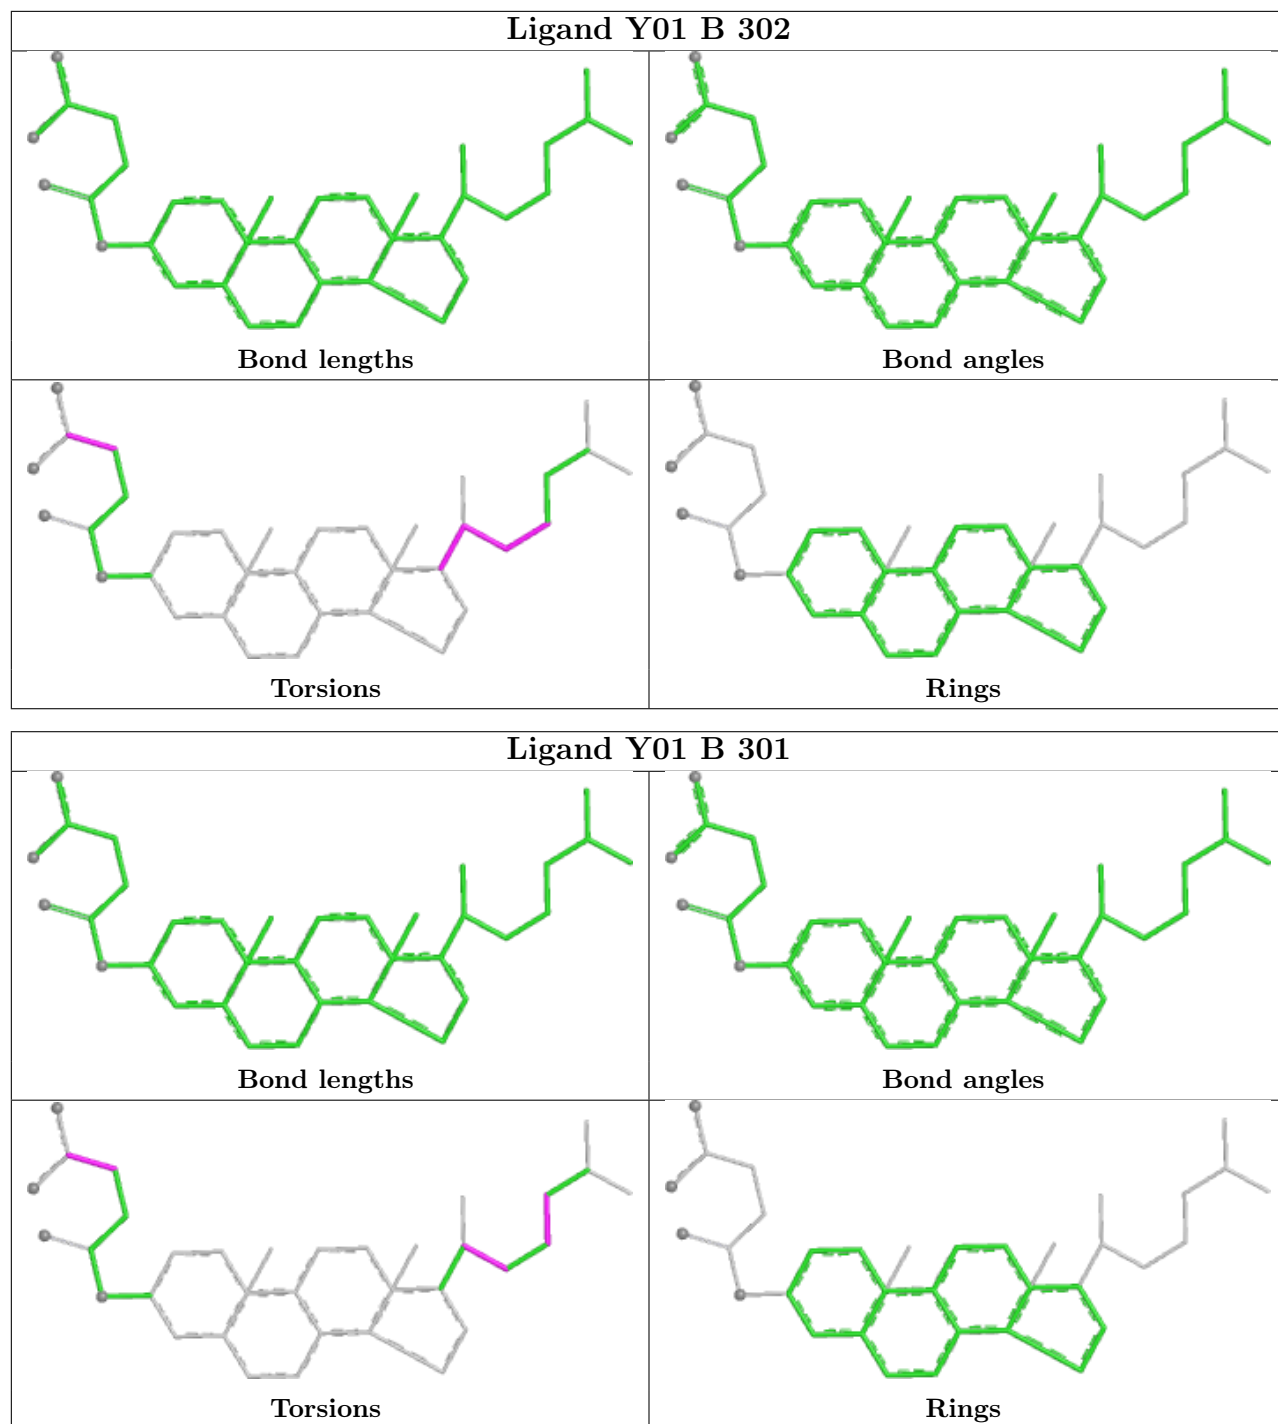 Ligand Y01 B 302
Bond lengths
Bond angles
Torsions
Rings
Ligand Y01 B 301
Bond lengths
Bond angles
Torsions
Rings